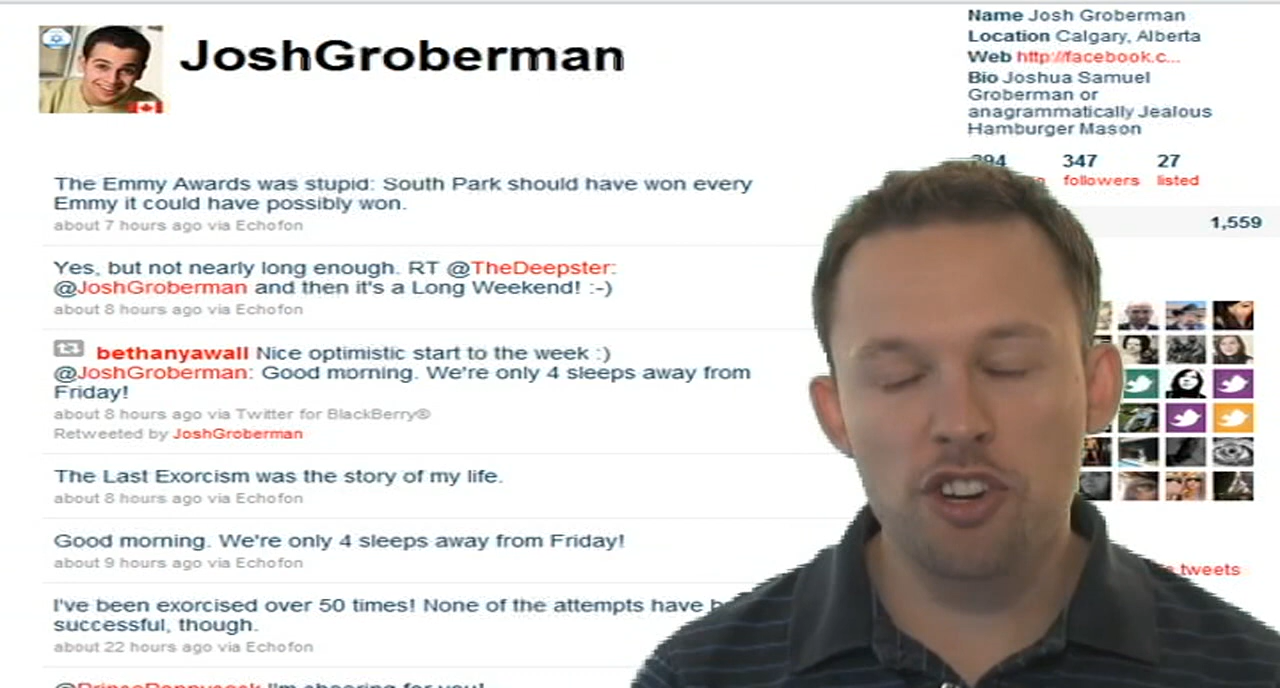 JoshGroberman
Name Josh Groberman
Location Calgary, Alberta
Web http://facebook.c...
Bio Joshua Samuel
Groberman or
anagrammatically Jealous
Hamburger Mason
347 27
followers listed
1,559
The Emmy Awards was stupid: South Park should have won every
Emmy it could have possibly won.
about 7 hours ago via Echofon
Yes, but not nearly long enough. RT @TheDeepster:
@JoshGroberman and then it's a Long Weekend! :-)
about 8 hours ago via Echofon
bethanyawall Nice optimistic start to the week :)
@JoshGroberman: Good morning. We're only 4 sleeps away from
Friday!
about 8 hours ago via Twitter for BlackBerry®
Retweeted by JoshGroberman
The Last Exorcism was the story of my life.
about 8 hours ago via Echofon
Good morning. We're only 4 sleeps away from Friday!
about 9 hours ago via Echofon
I've been exorcised over 50 times! None of the attempts have
successful, though.
about 22 hours ago via Echofon
tweets